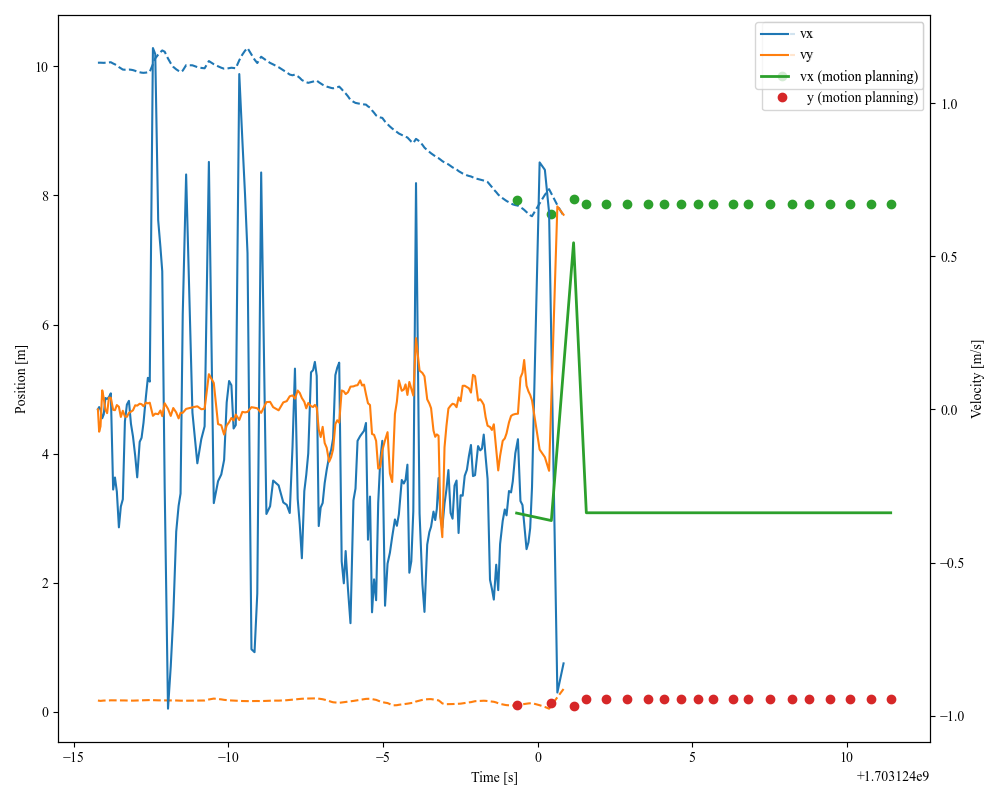 vx
vy
vx (motion planning)
y (motion planning)
10
8
6
4
2
0
1.0
0.5
0.0
−0.5
−1.0
Position [m]
Velocity [m/s]
−15
−10
−5
0
5
10
Time [s]
+1.703124e9